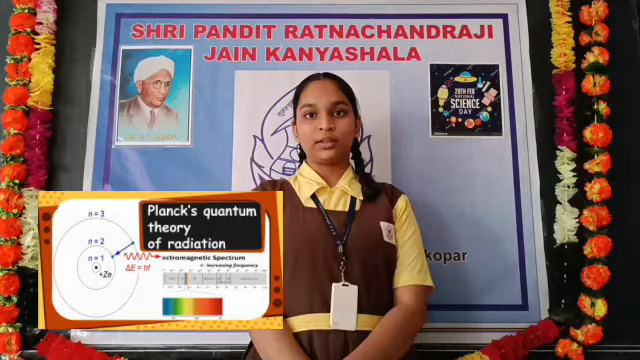 SHRI PANDIT RATNACHANDRAJI
JAIN KANYASHALA
28TH FEB
NATIONAL
SCIENCE
DAY
kopar
Planck's quantum
theory
of radiation
n = 3
n = 2
n = 1
+Ze
ΔE = hf
ectromagnetic Spectrum
increasing frequency